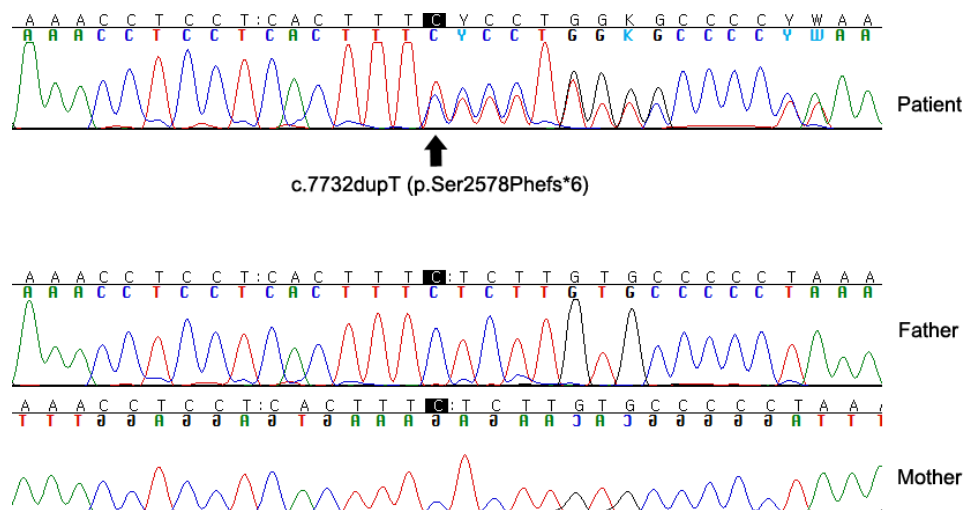 A A A C C T C C T : C A C T T T C Y C C T G G K G C C C C Y W A A
A A A C C T C C T C A C T T T C Y C C T G G K G C C C C Y W A A
Patient
c.7732dupT (p.Ser2578Phefs*6)
A A A C C T C C T : C A C T T T C : T C T T G T G C C C C C T A A A
A A A C C T C C T C A C T T T C T C T T G T G C C C C C T A A A
Father
A A A C C T C C T : C A C T T T C : T C T T G T G C C C C C T A A
T T T G G A G G A G T G A A A G A G A A C A C G G G G G A T T T
Mother